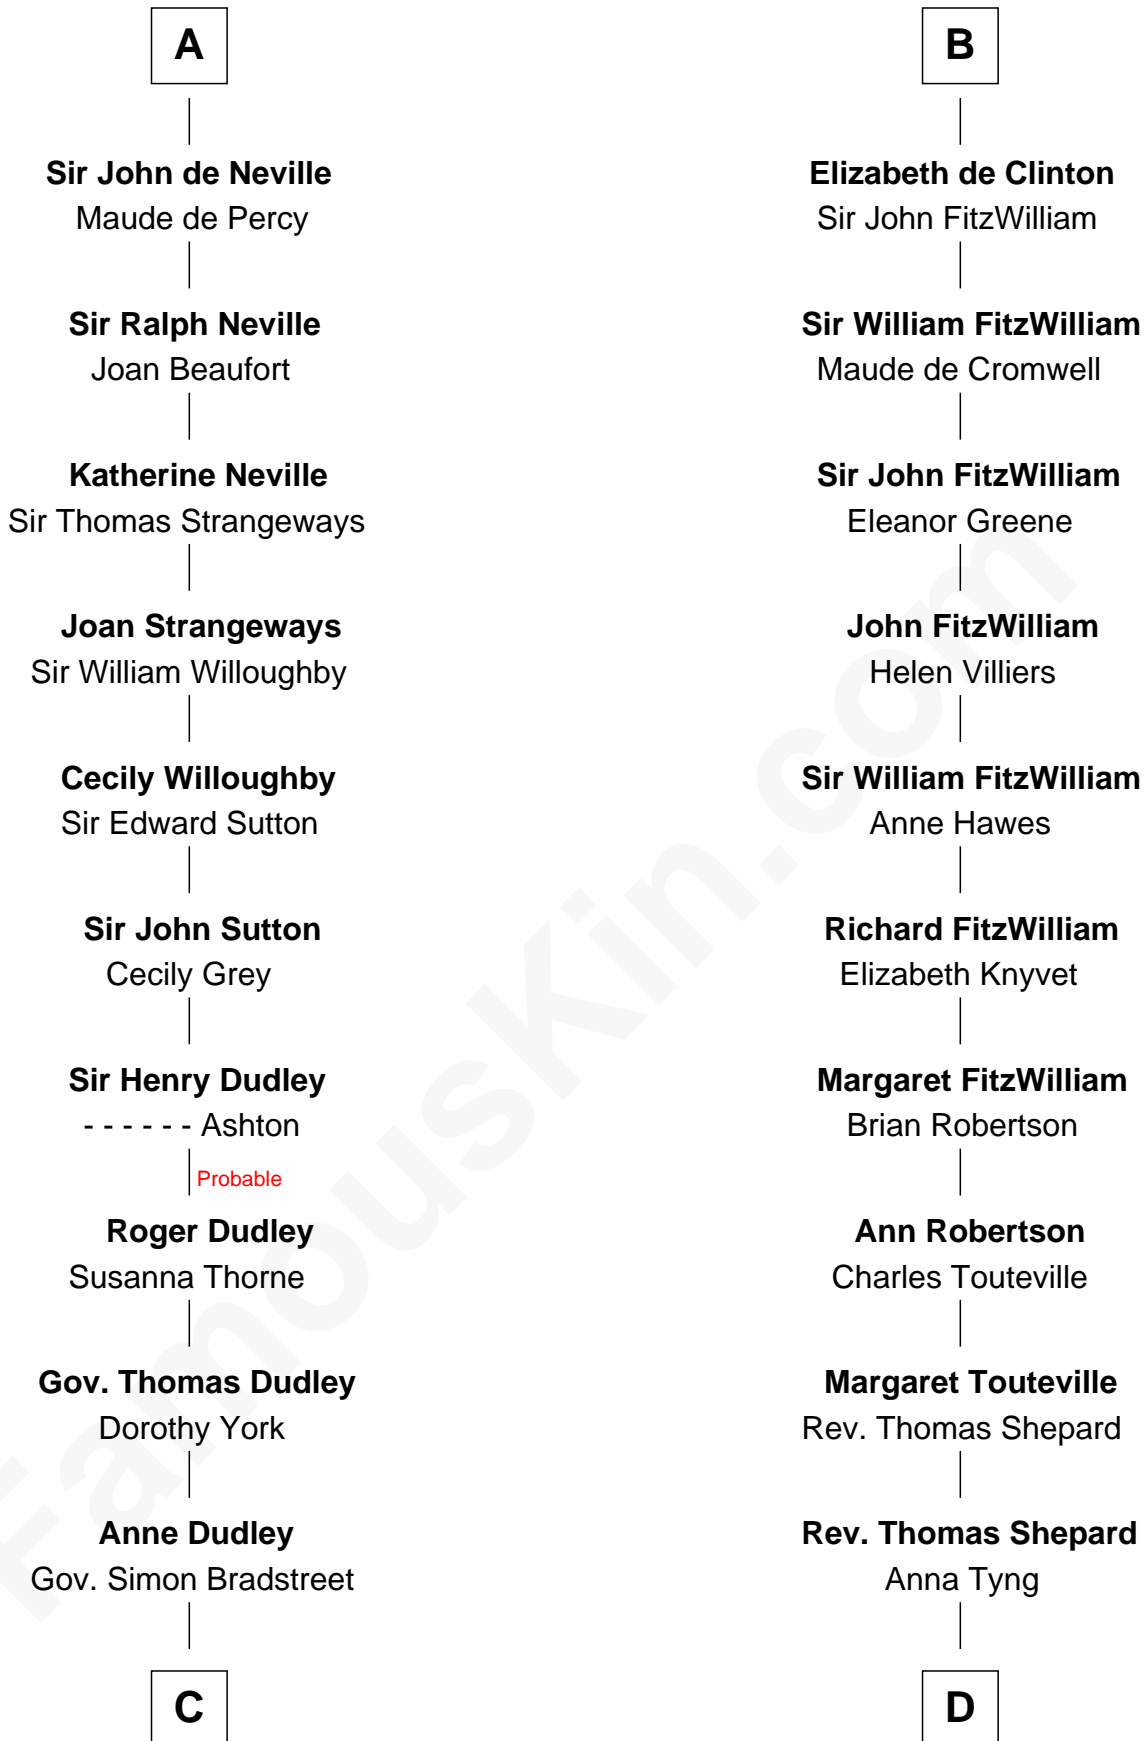 A
Sir John de Neville
Maude de Percy
Sir Ralph Neville
Joan Beaufort
Katherine Neville
Sir Thomas Strangeways
Joan Strangeways
Sir William Willoughby
Cecily Willoughby
Sir Edward Sutton
Sir John Sutton
Cecily Grey
Sir Henry Dudley
- - - - - - Ashton
Probable
Roger Dudley
Susanna Thorne
Gov. Thomas Dudley
Dorothy York
Anne Dudley
Gov. Simon Bradstreet
C
B
Elizabeth de Clinton
Sir John FitzWilliam
Sir William FitzWilliam
Maude de Cromwell
Sir John FitzWilliam
Eleanor Greene
John FitzWilliam
Helen Villiers
Sir William FitzWilliam
Anne Hawes
Richard FitzWilliam
Elizabeth Knyvet
Margaret FitzWilliam
Brian Robertson
Ann Robertson
Charles Touteville
Margaret Touteville
Rev. Thomas Shepard
Rev. Thomas Shepard
Anna Tyng
D
FamousKin.com